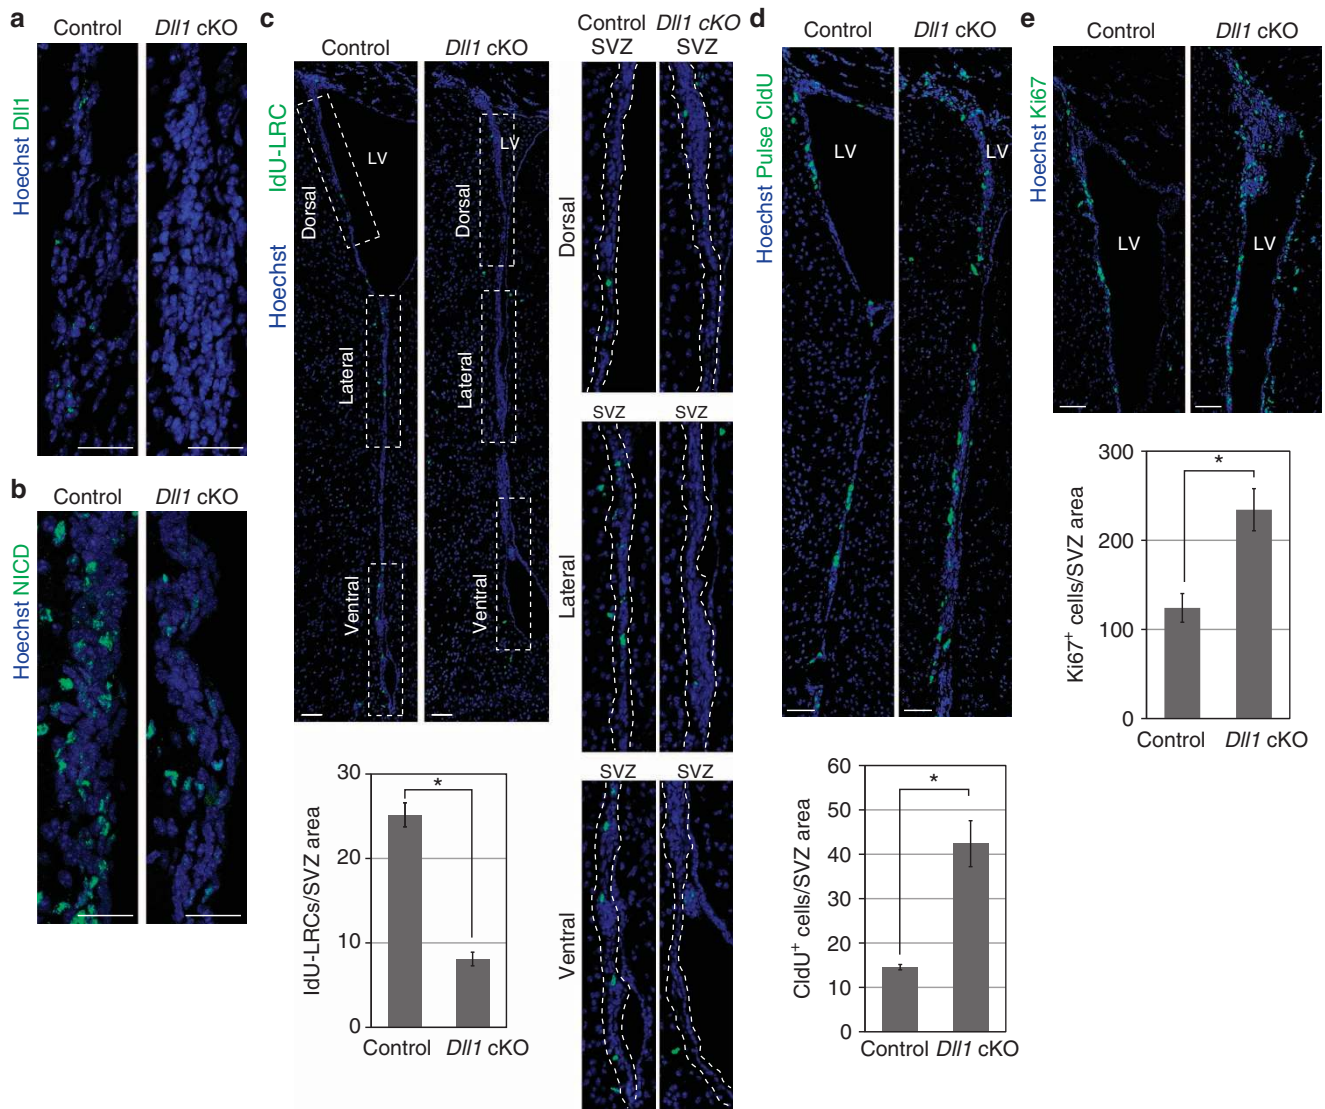 a
Control
Dll1 cKO
Hoechst Dll1
b
Control
Dll1 cKO
Hoechst NICD
c
Control
Dll1 cKO
Hoechst
IdU-LRC
LV
LV
Dorsal
Dorsal
Lateral
Lateral
Ventral
Ventral
Control Dll1 cKO
SVZ
SVZ
Dorsal
SVZ
SVZ
Lateral
SVZ
SVZ
Ventral
IdU-LRCs/SVZ area
30
20
10
0
*
Control
Dll1 cKO
d
Control
Dll1 cKO
Hoechst Pulse CldU
LV
LV
CldU+ cells/SVZ area
60
50
40
30
20
10
0
*
Control
Dll1 cKO
e
Control
Dll1 cKO
Hoechst Ki67
LV
LV
Ki67+ cells/SVZ area
300
200
100
0
*
Control
Dll1 cKO